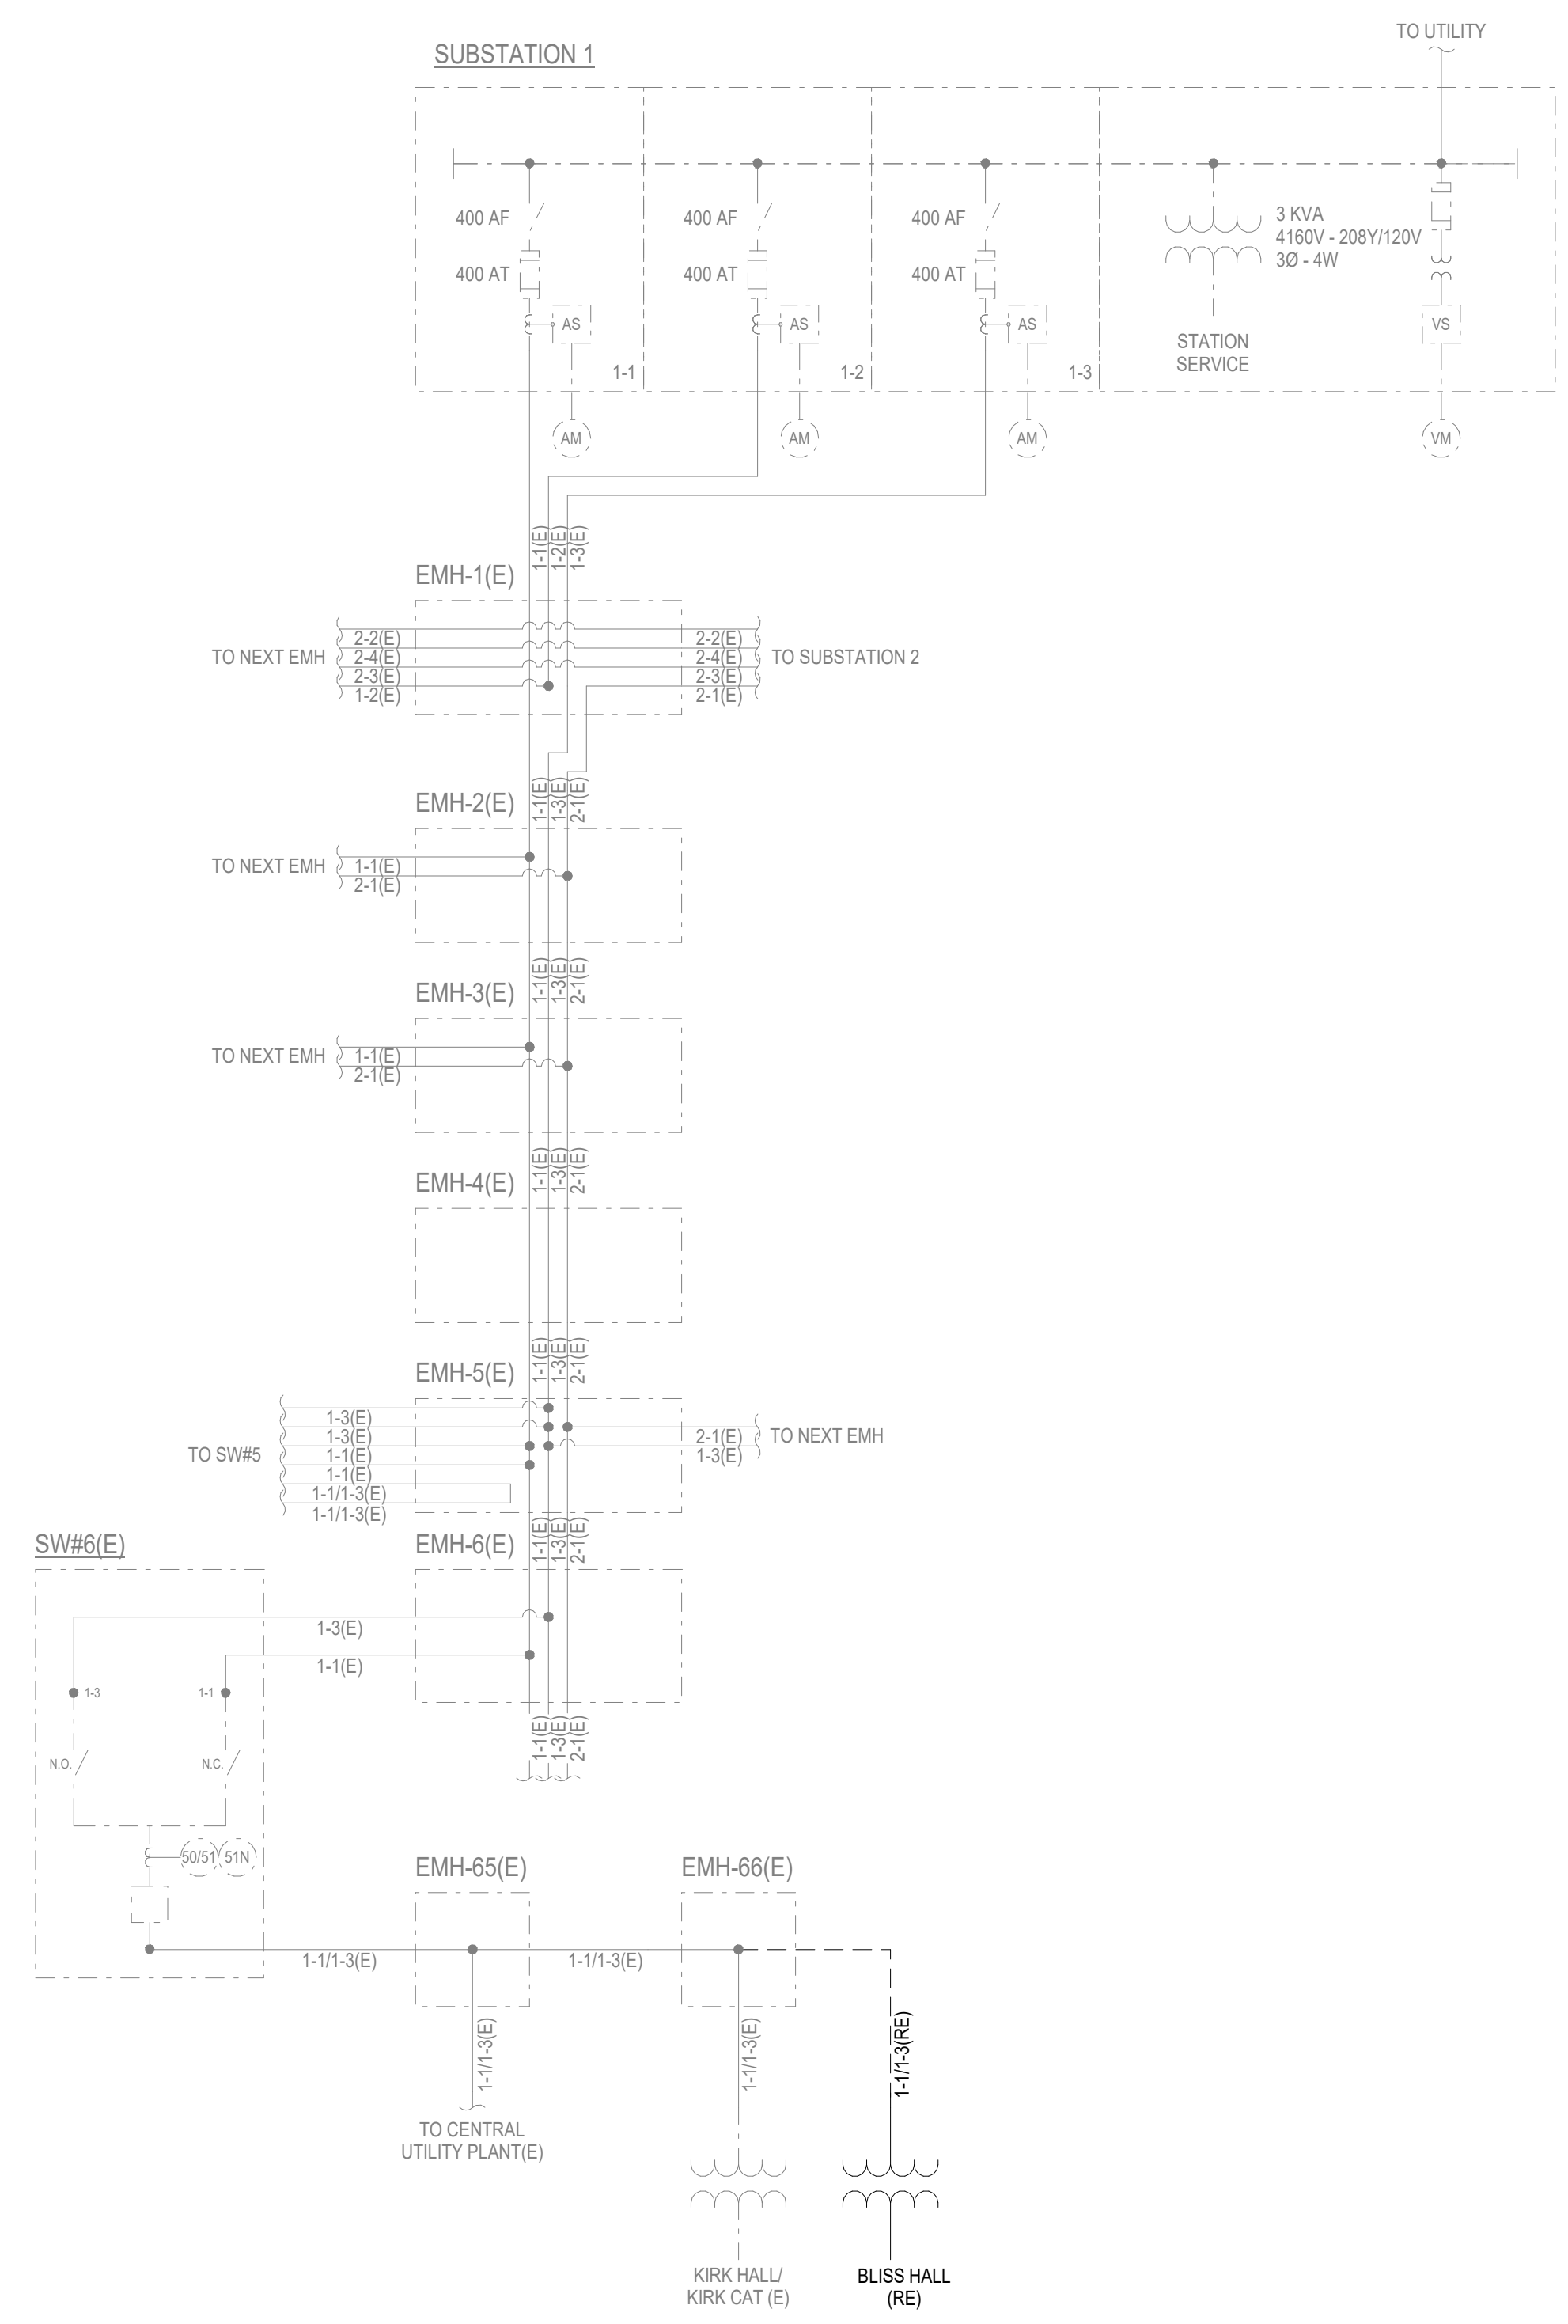 TO UTILITY
SUBSTATION 1
400 AF
400 AF
400 AF
3 KVA
4160V - 208Y/120V
3Ø - 4W
400 AT
400 AT
400 AT
AS
AS
AS
VS
STATION
SERVICE
1-1
1-2
1-3
AM
AM
AM
VM
1-1(E)
1-2(E)
1-3(E)
EMH-1(E)
TO NEXT EMH
2-2(E)
2-4(E)
2-3(E)
1-2(E)
2-2(E)
2-4(E)
2-3(E)
2-1(E)
TO SUBSTATION 2
1-1(E)
1-3(E)
2-1(E)
EMH-2(E)
TO NEXT EMH
1-1(E)
2-1(E)
1-1(E)
1-3(E)
2-1(E)
EMH-3(E)
TO NEXT EMH
1-1(E)
2-1(E)
1-1(E)
1-3(E)
2-1(E)
EMH-4(E)
1-1(E)
1-3(E)
2-1(E)
EMH-5(E)
TO SW#5
1-3(E)
1-3(E)
1-1(E)
1-1(E)
1-1/1-3(E)
1-1/1-3(E)
2-1(E)
1-3(E)
TO NEXT EMH
1-1(E)
1-3(E)
2-1(E)
SW#6(E)
EMH-6(E)
1-3(E)
1-1(E)
1-3
1-1
1-1(E)
1-3(E)
2-1(E)
N.O.
N.C.
50/51
51N
EMH-65(E)
EMH-66(E)
1-1/1-3(E)
1-1/1-3(E)
1-1/1-3(E)
1-1/1-3(E)
1-1/1-3(RE)
TO CENTRAL
UTILITY PLANT(E)
KIRK HALL/
KIRK CAT (E)
BLISS HALL
(RE)